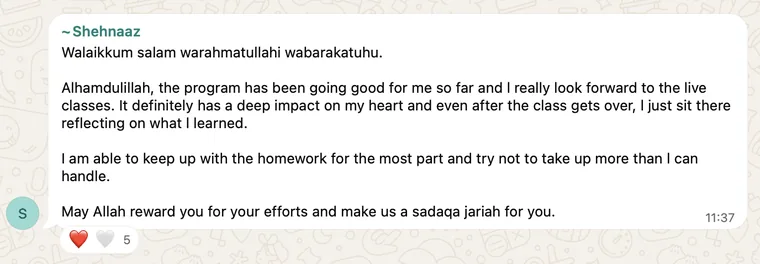 ~Shehnaaz
Walaikkum salam warahmatullahi wabarakatuhu.
Alhamdulillah, the program has been going good for me so far and I really look forward to the live
classes. It definitely has a deep impact on my heart and even after the class gets over, I just sit there
reflecting on what I learned.
I am able to keep up with the homework for the most part and try not to take up more than I can
handle.
May Allah reward you for your efforts and make us a sadaqa jariah for you.
S
11:37
5